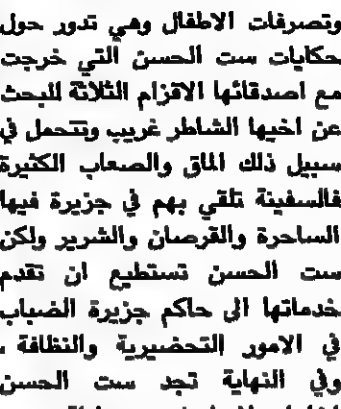 وتصرفات الاطفال وهي تدور حول
حكايات ست الحسن التي خرجت
مع اصدقائها الاقزام الثلاثة للبحث
عن اخيها الشاطر غريب وتتحمل في
سبيل ذلك المآق والصعاب الكثيرة
فالسفينة تلقي بهم في جزيرة فيها
الساحرة والقرصان والشرير ولكن
ست الحسن تستطيع ان تقدم
خدماتها الى حاكم جزيرة الضباب
في الامور التحضيرية والنظافة ،
وفي النهاية تجد ست الحسن